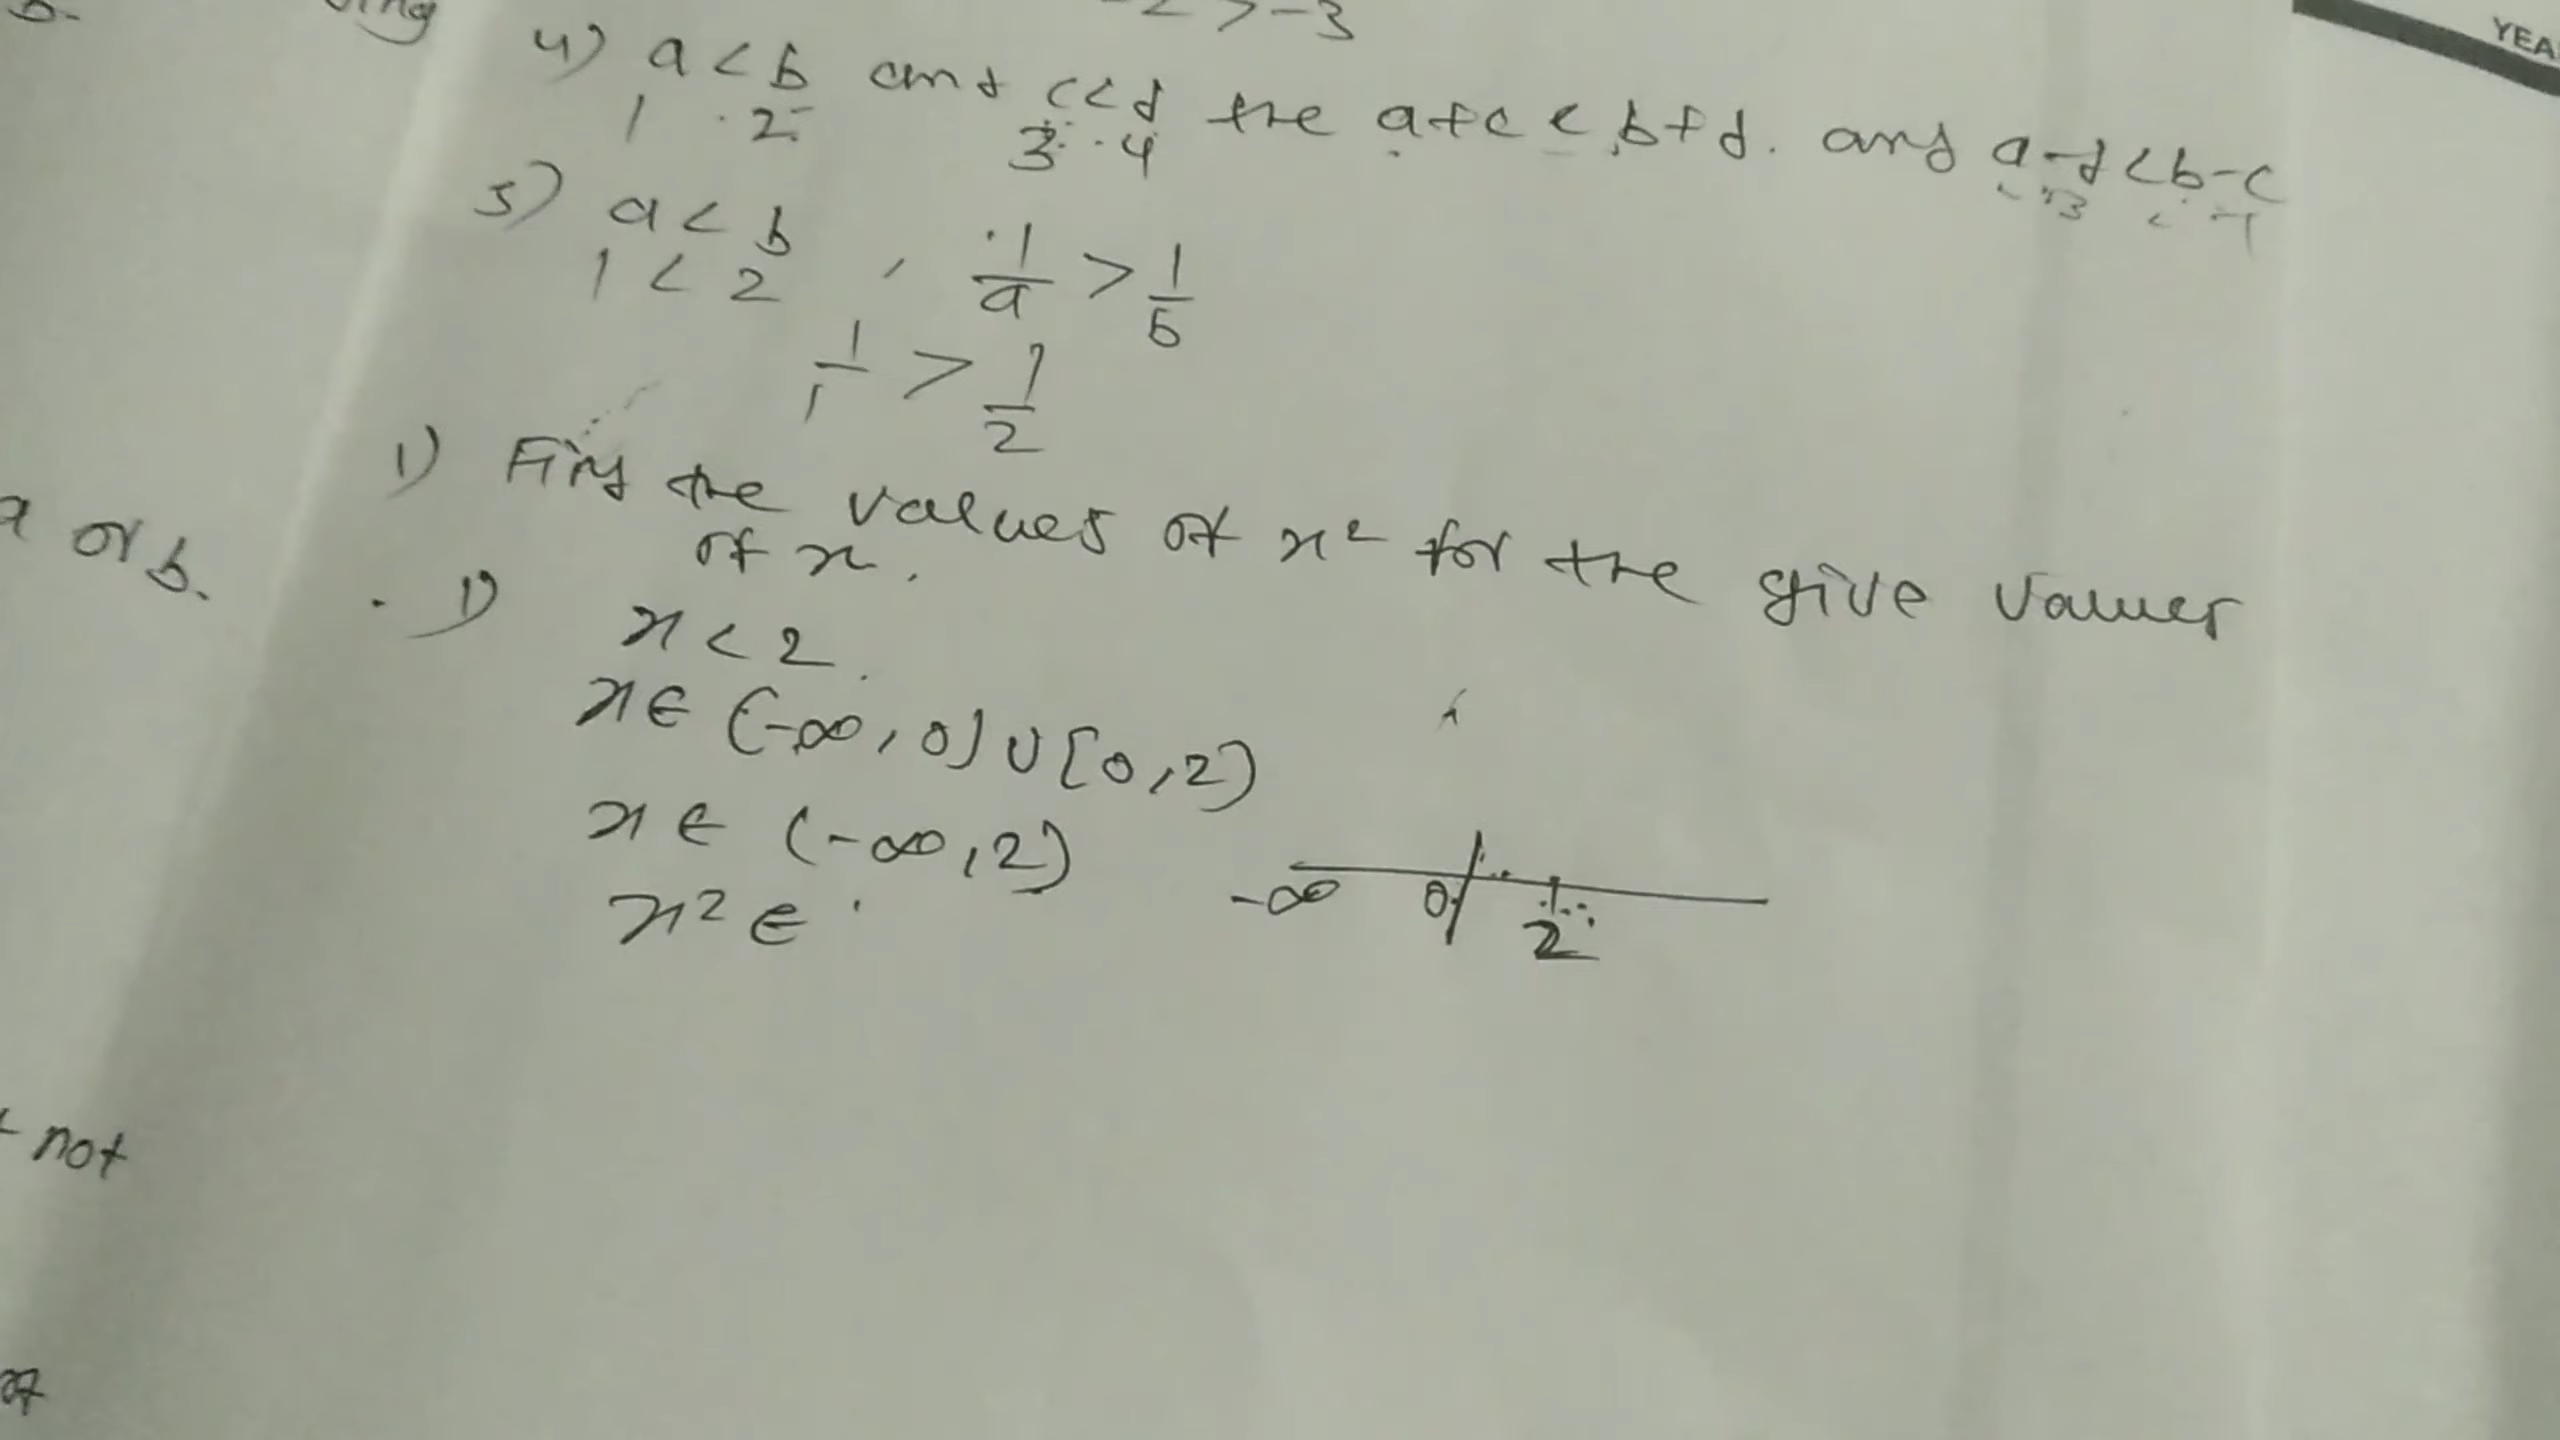 > -3
4) a < b and c < d the a+c < b+d. and a-d < b-c
1 2 3 4
5) a < b , 1/a > 1/b
1 < 2
1/1 > 1/2
1) Find the values of x² for the give values
of x.
a or b.
1) x < 2
x ∈ (-∞, 0) ∪ [0, 2)
x ∈ (-∞, 2)
x² ∈
-∞ 0 2
not